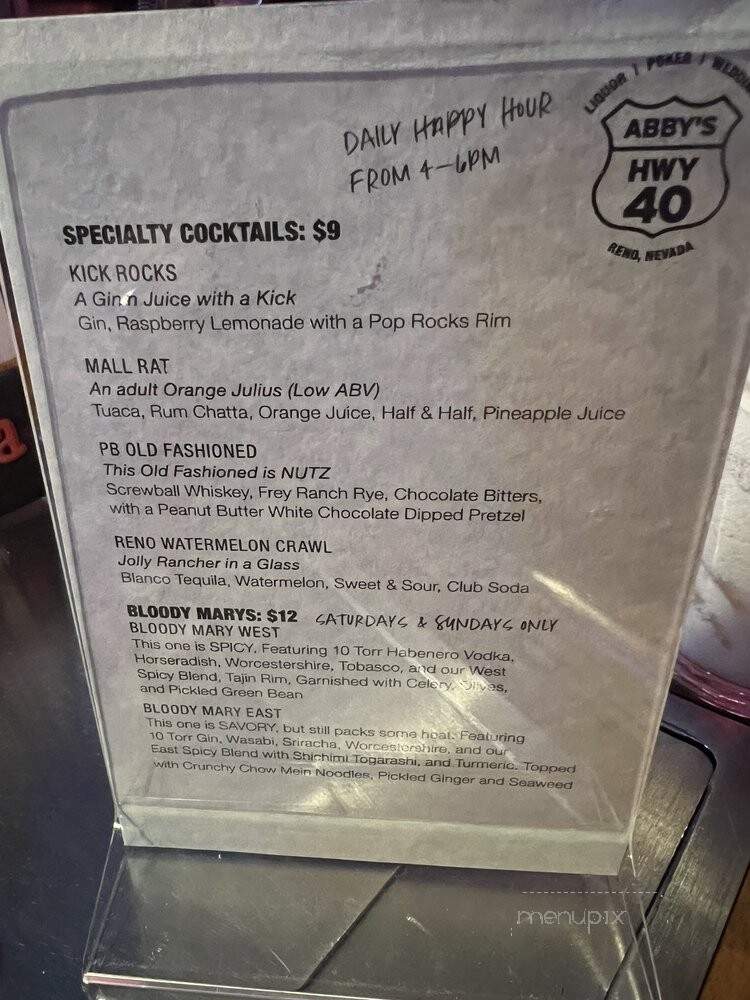 DAILY HAPPY HOUR
FROM 4-6PM
LIQUOR | POKER |
ABBY'S
HWY
40
RENO, NEVADA
SPECIALTY COCKTAILS: $9
KICK ROCKS
A Gin n Juice with a Kick
Gin, Raspberry Lemonade with a Pop Rocks Rim
MALL RAT
An adult Orange Julius (Low ABV)
Tuaca, Rum Chatta, Orange Juice, Half & Half, Pineapple Juice
PB OLD FASHIONED
This Old Fashioned is NUTZ
Screwball Whiskey, Frey Ranch Rye, Chocolate Bitters,
with a Peanut Butter White Chocolate Dipped Pretzel
RENO WATERMELON CRAWL
Jolly Rancher in a Glass
Blanco Tequila, Watermelon, Sweet & Sour, Club Soda
BLOODY MARYS: $12 SATURDAYS & SUNDAYS ONLY
BLOODY MARY WEST
This one is SPICY, Featuring 10 Torr Habenero Vodka,
Horseradish, Worcestershire, Tobasco, and our West
Spicy Blend, Tajin Rim, Garnished with Celery, Olives,
and Pickled Green Bean
BLOODY MARY EAST
This one is SAVORY, but still packs some heat. Featuring
10 Torr Gin, Wasabi, Sriracha, Worcestershire, and our
East Spicy Blend with Shichimi Togarashi, and Turmeric. Topped
with Crunchy Chow Mein Noodles, Pickled Ginger and Seaweed
menupix